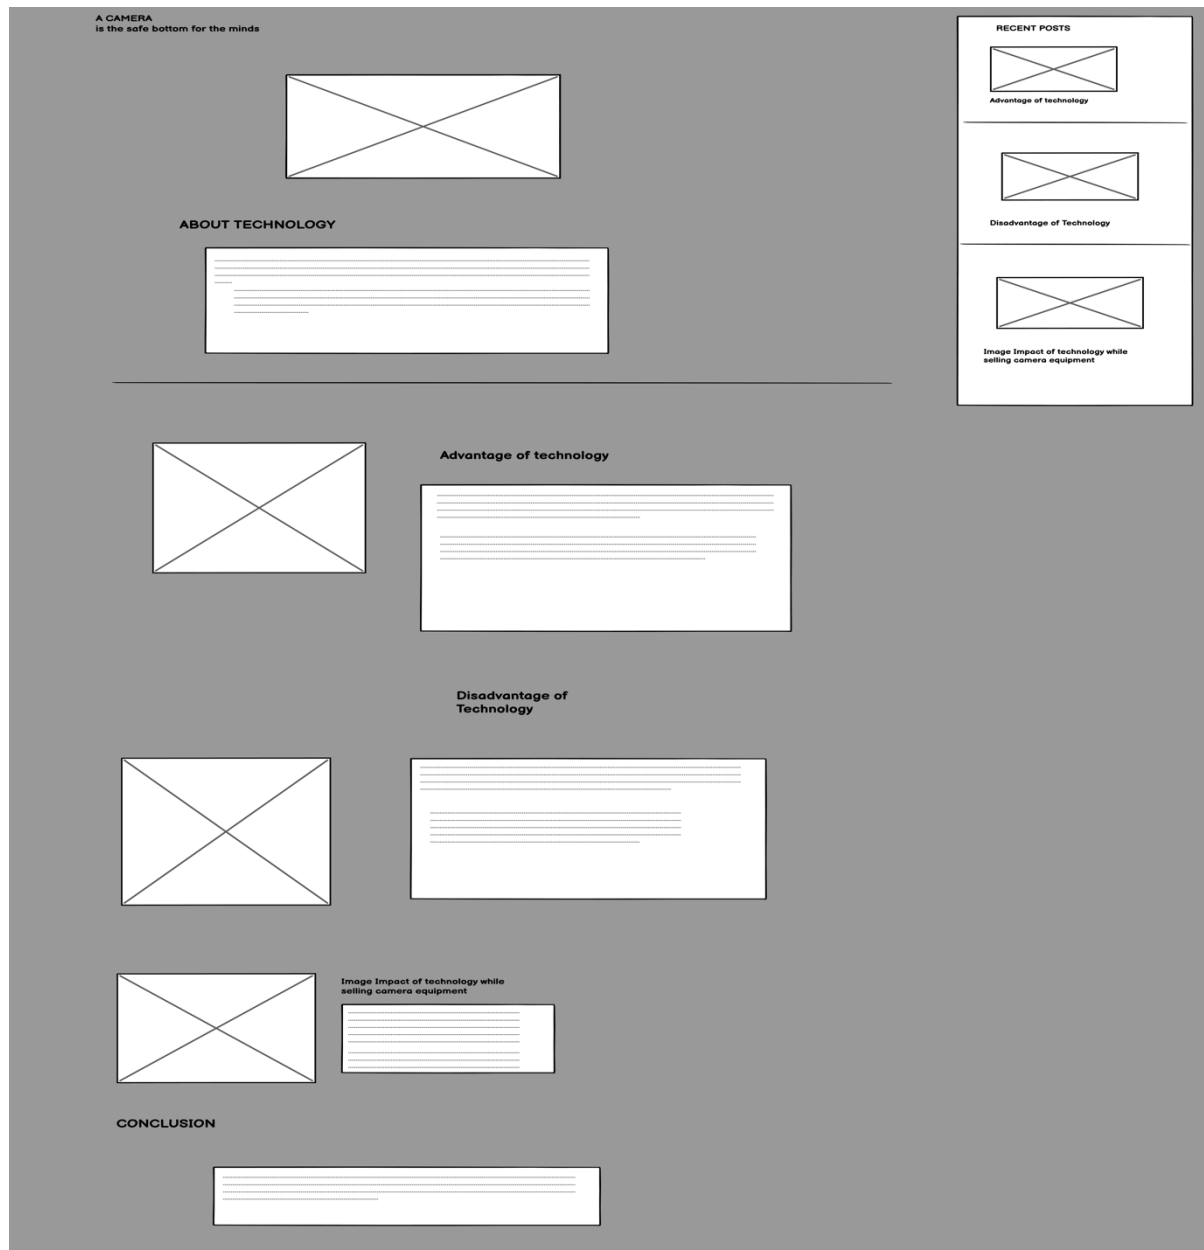 A CAMERA
is the safe bottom for the minds
ABOUT TECHNOLOGY
Advantage of technology
Disadvantage of
Technology
Image Impact of technology while
selling camera equipment
CONCLUSION
RECENT POSTS
Advantage of technology
Disadvantage of Technology
Image Impact of technology while
selling camera equipment